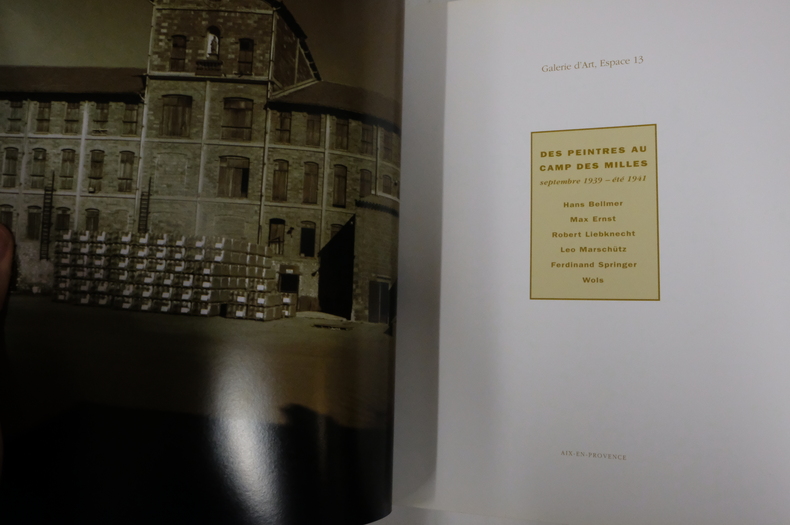 Galerie d'Art, Espace 13
DES PEINTRES AU
CAMP DES MILLES
septembre 1939 – été 1941
Hans Bellmer
Max Ernst
Robert Liebknecht
Leo Marschütz
Ferdinand Springer
Wols
AIX-EN-PROVENCE